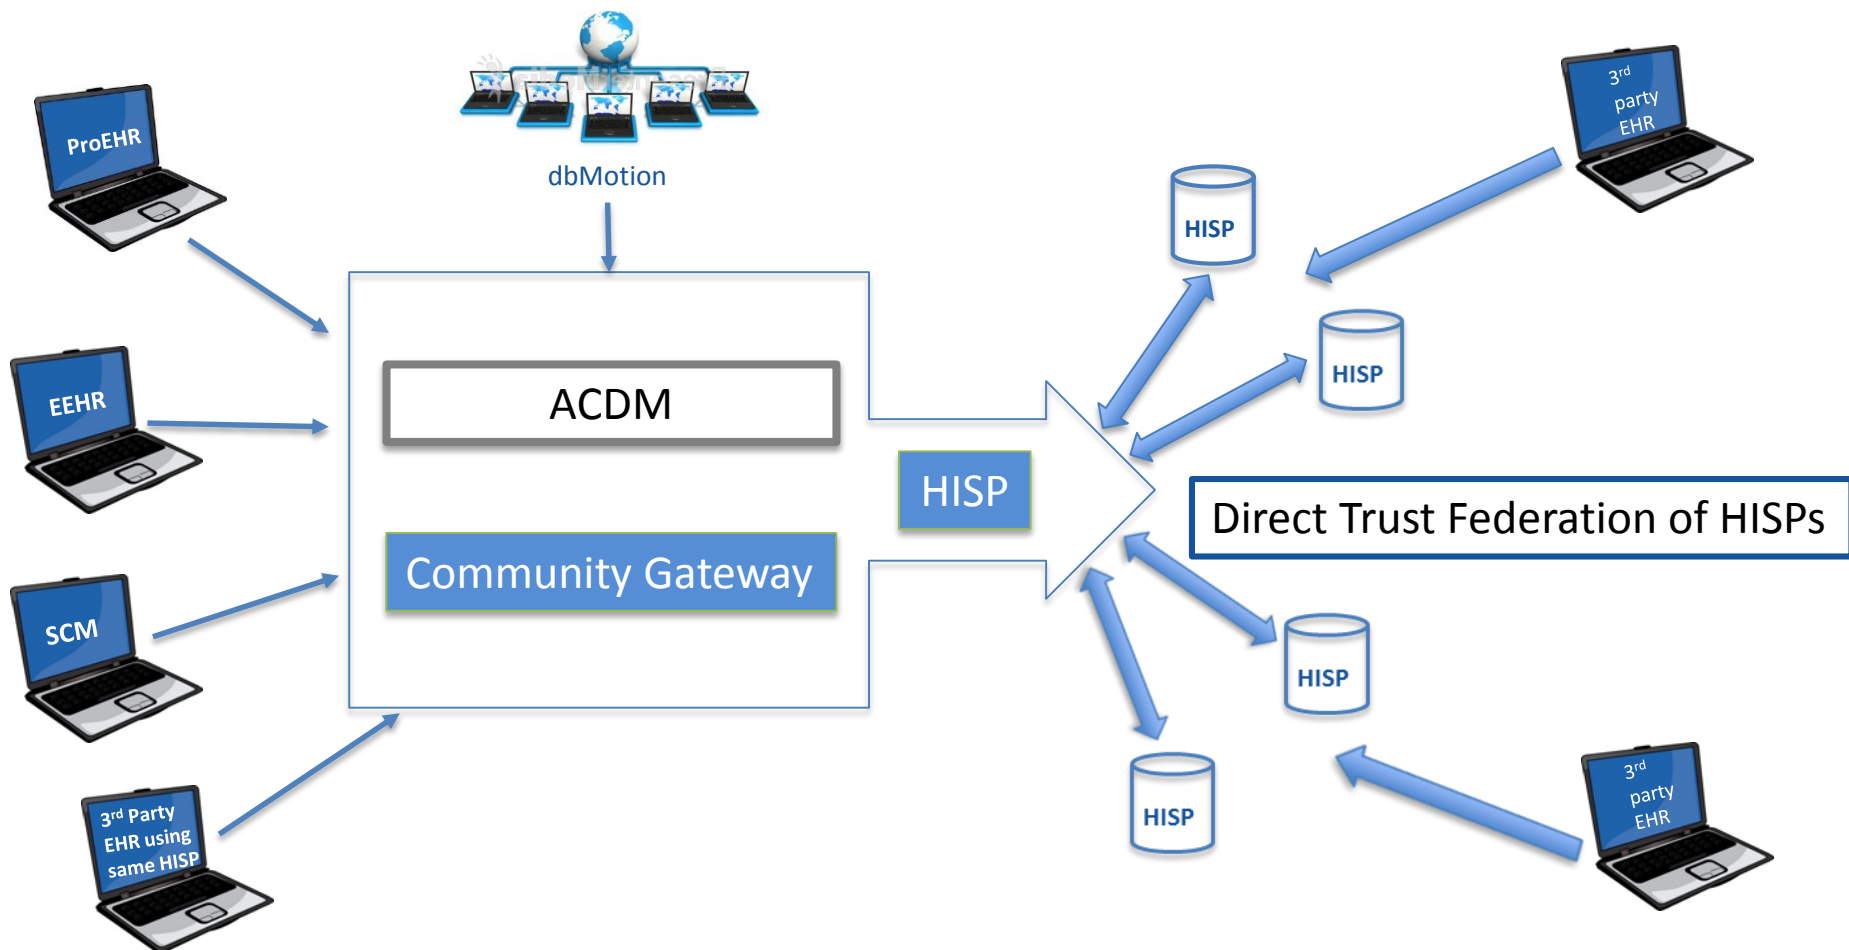 ProEHR
dbMotion
3rd
party
EHR
HISP
HISP
EEHR
ACDM
HISP
Direct Trust Federation of HISPs
Community Gateway
SCM
HISP
HISP
3rd Party
EHR using
same HISP
3rd
party
EHR